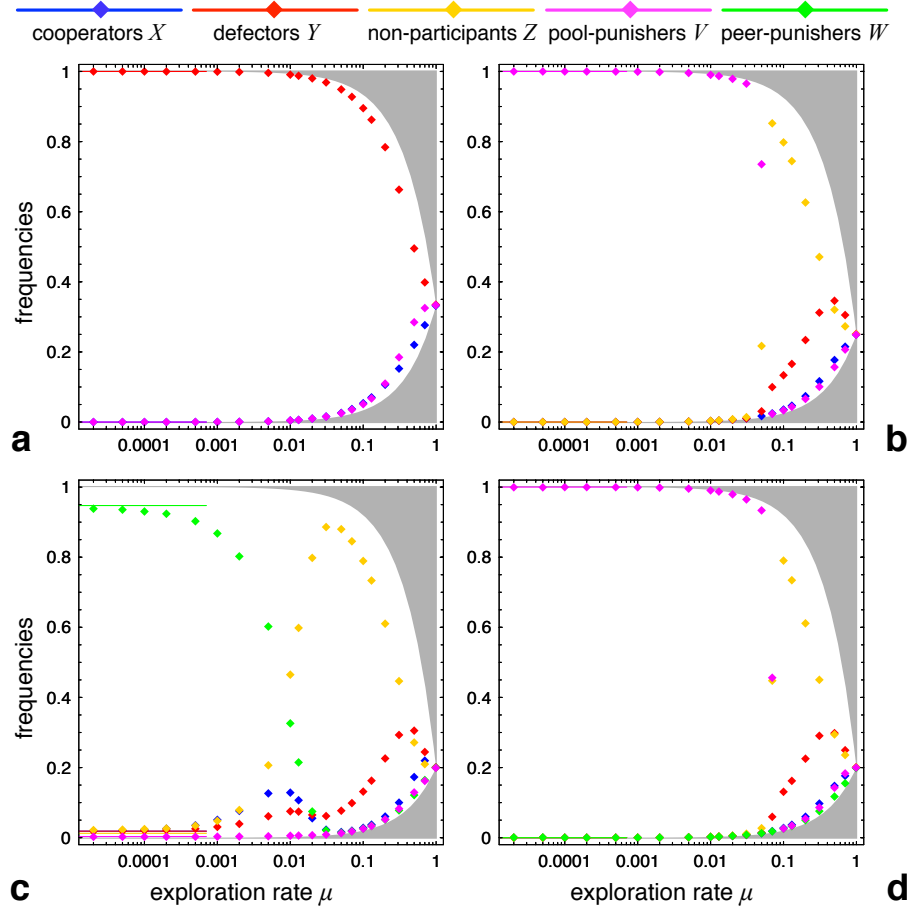 cooperators X defectors Y non-participants Z pool-punishers V peer-punishers W
1
0.8
0.6
0.4
0.2
0
frequencies
0.0001 0.001 0.01 0.1 1
a
1
0.8
0.6
0.4
0.2
0
0.0001 0.001 0.01 0.1 1
b
1
0.8
0.6
0.4
0.2
0
frequencies
0.0001 0.001 0.01 0.1 1
c
exploration rate μ
1
0.8
0.6
0.4
0.2
0
0.0001 0.001 0.01 0.1 1
exploration rate μ
d